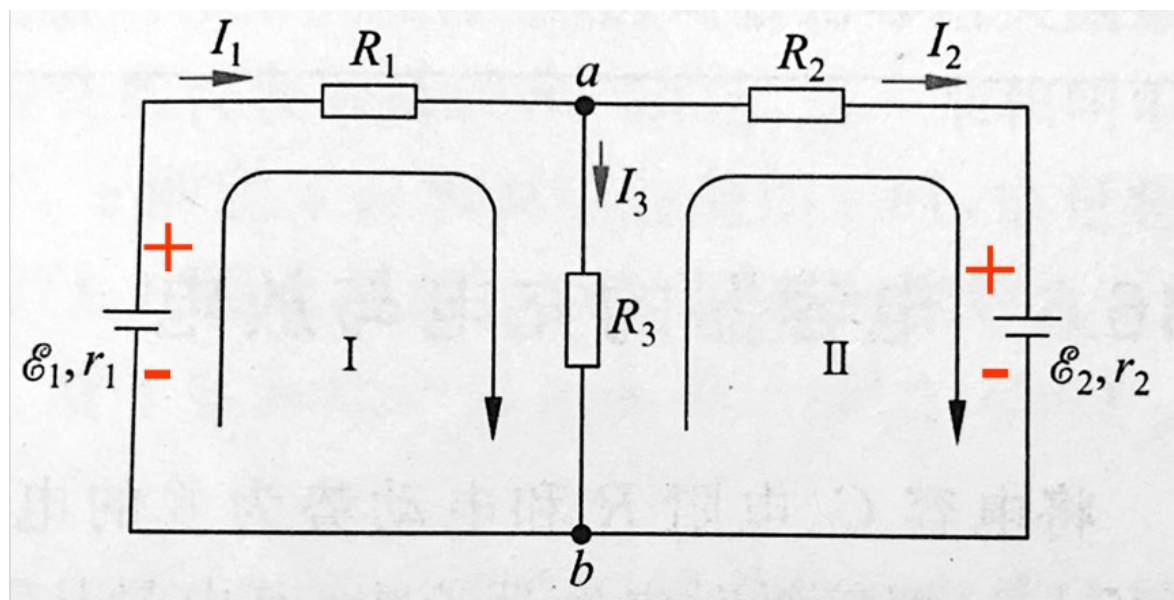 I₁ R₁ a R₂ I₂
I₃
+ +
R₃
I II
ℰ₁, r₁ - - ℰ₂, r₂
b